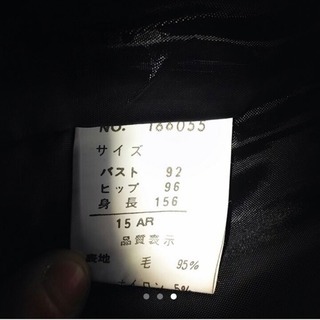 NO. 166055
サイズ
バスト 92
ヒップ 96
身長 156
15 AR
品質表示
表地 毛 95%
ナイロン 5%